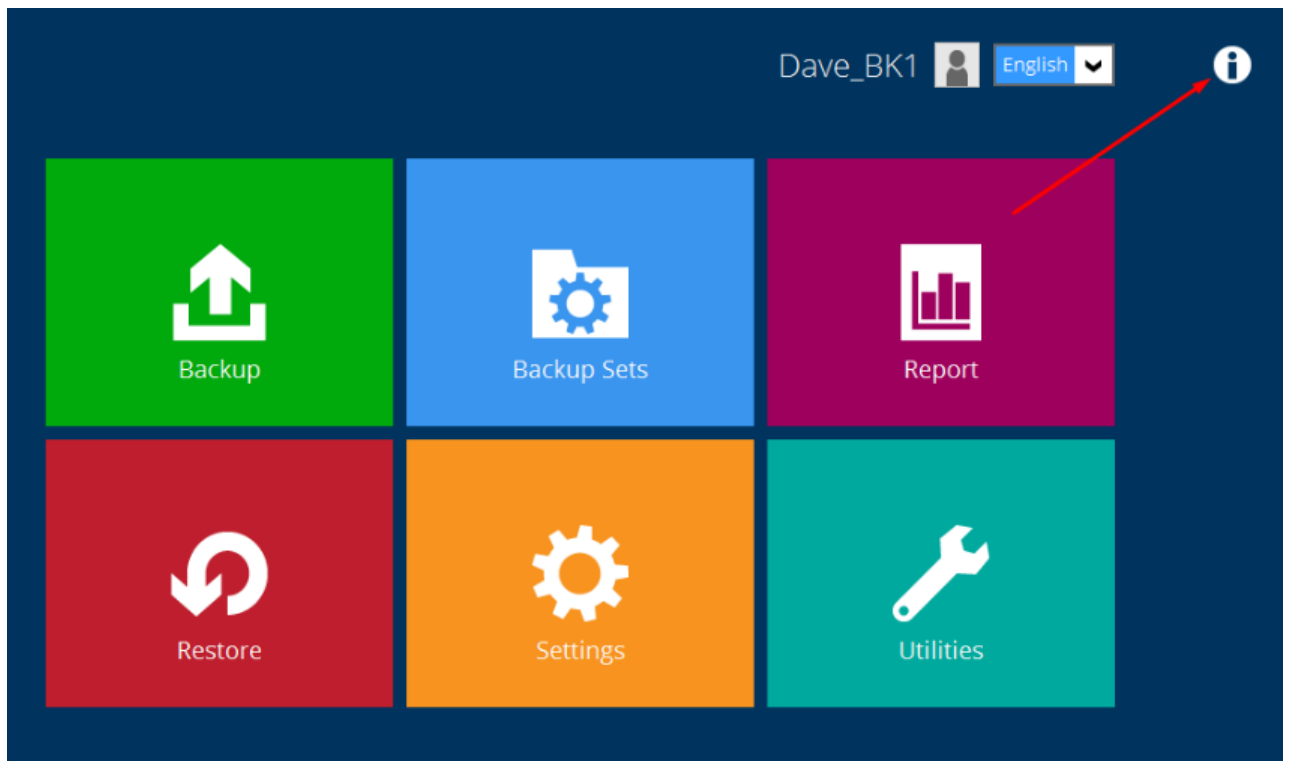 Dave_BK1 English
Backup
Backup Sets
Report
Restore
Settings
Utilities